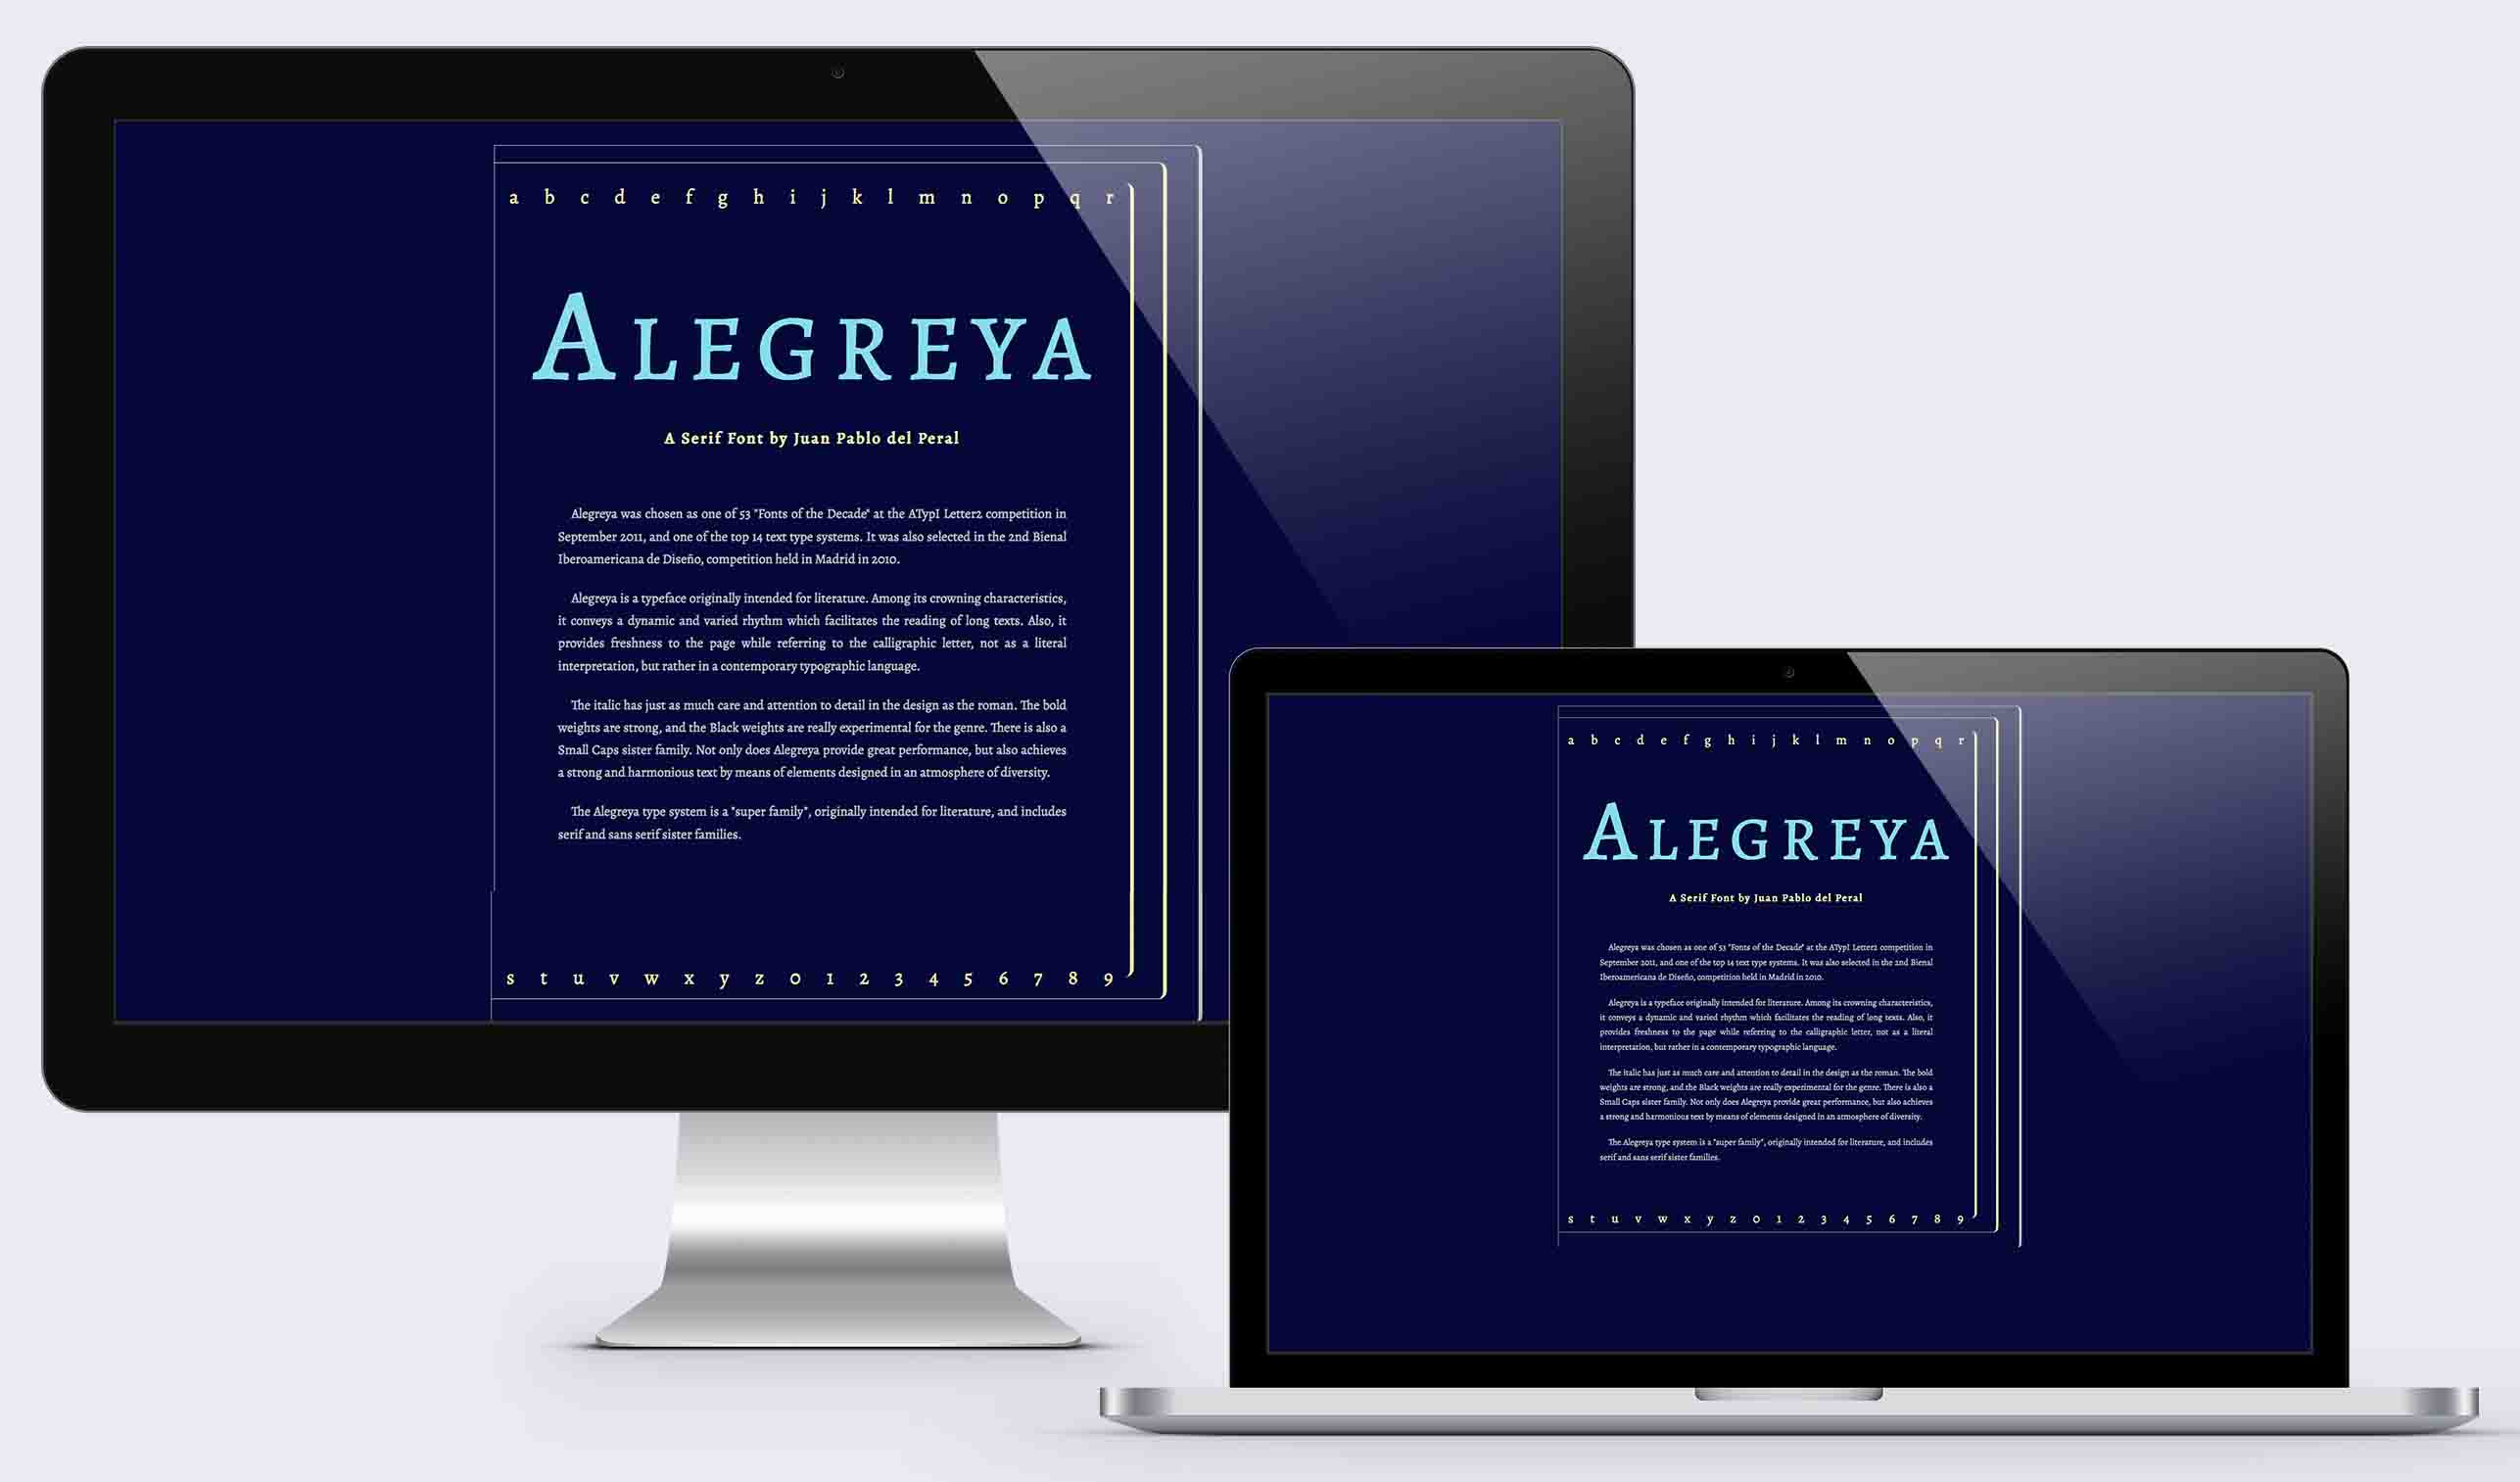 a b c d e f g h i j k l m n o p q r
ALEGREYA
A Serif Font by Juan Pablo del Peral
Alegreya was chosen as one of 53 "Fonts of the Decade" at the ATypI Letter2 competition in
September 2011, and one of the top 14 text type systems. It was also selected in the 2nd Bienal
Iberoamericana de Diseño, competition held in Madrid in 2010.
Alegreya is a typeface originally intended for literature. Among its crowning characteristics,
it conveys a dynamic and varied rhythm which facilitates the reading of long texts. Also, it
provides freshness to the page while referring to the calligraphic letter, not as a literal
interpretation, but rather in a contemporary typographic language.
The italic has just as much care and attention to detail in the design as the roman. The bold
weights are strong, and the Black weights are really experimental for the genre. There is also a
Small Caps sister family. Not only does Alegreya provide great performance, but also achieves
a strong and harmonious text by means of elements designed in an atmosphere of diversity.
The Alegreya type system is a "super family", originally intended for literature, and includes
serif and sans serif sister families.
s t u v w x y z 0 1 2 3 4 5 6 7 8 9
a b c d e f g h i j k l m n o p q r
ALEGREYA
A Serif Font by Juan Pablo del Peral
Alegreya was chosen as one of 53 "Fonts of the Decade" at the ATypI Letter2 competition in
September 2011, and one of the top 14 text type systems. It was also selected in the 2nd Bienal
Iberoamericana de Diseño, competition held in Madrid in 2010.
Alegreya is a typeface originally intended for literature. Among its crowning characteristics,
it conveys a dynamic and varied rhythm which facilitates the reading of long texts. Also, it
provides freshness to the page while referring to the calligraphic letter, not as a literal
interpretation, but rather in a contemporary typographic language.
The italic has just as much care and attention to detail in the design as the roman. The bold
weights are strong, and the Black weights are really experimental for the genre. There is also a
Small Caps sister family. Not only does Alegreya provide great performance, but also achieves
a strong and harmonious text by means of elements designed in an atmosphere of diversity.
The Alegreya type system is a "super family", originally intended for literature, and includes
serif and sans serif sister families.
s t u v w x y z 0 1 2 3 4 5 6 7 8 9